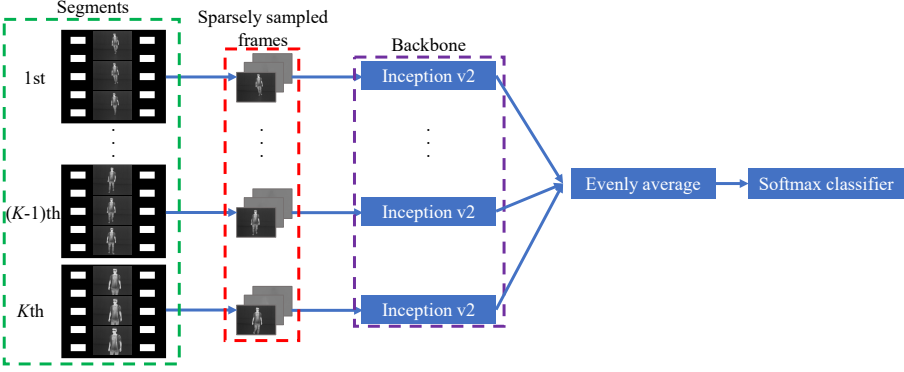 Segments
Sparsely sampled
frames
Backbone
1st
Inception v2
(K-1)th
Inception v2
Evenly average
Softmax classifier
Kth
Inception v2